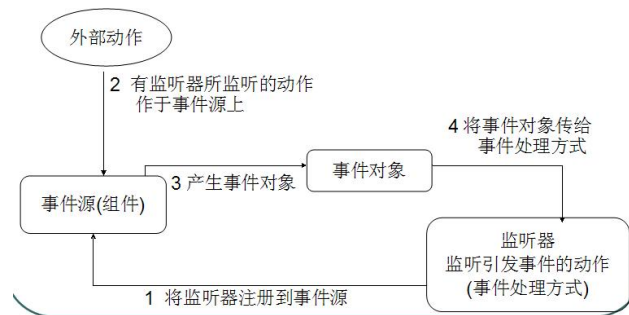 外部动作
2 有监听器所监听的动作
作于事件源上
4 将事件对象传给
事件处理方式
3 产生事件对象
事件对象
事件源(组件)
监听器
监听引发事件的动作
(事件处理方式)
1 将监听器注册到事件源